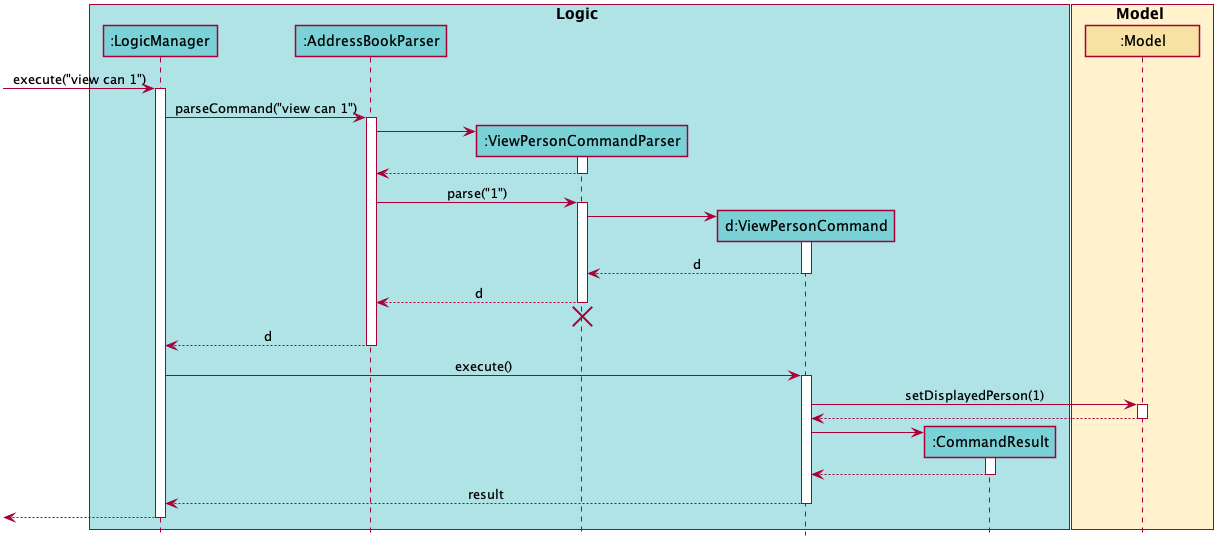 Logic
Model
:LogicManager
:AddressBookParser
:Model
execute("view can 1")
parseCommand("view can 1")
:ViewPersonCommandParser
parse("1")
d:ViewPersonCommand
d
d
d
execute()
setDisplayedPerson(1)
:CommandResult
result